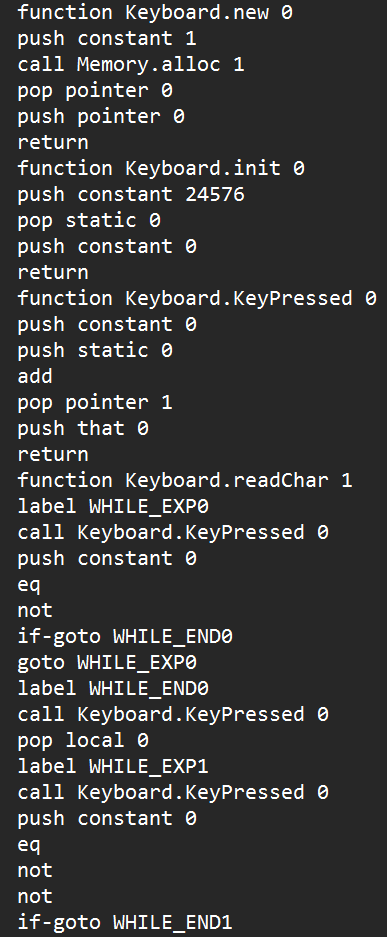 function Keyboard.new 0
push constant 1
call Memory.alloc 1
pop pointer 0
push pointer 0
return
function Keyboard.init 0
push constant 24576
pop static 0
push constant 0
return
function Keyboard.KeyPressed 0
push constant 0
push static 0
add
pop pointer 1
push that 0
return
function Keyboard.readChar 1
label WHILE_EXP0
call Keyboard.KeyPressed 0
push constant 0
eq
not
if-goto WHILE_END0
goto WHILE_EXP0
label WHILE_END0
call Keyboard.KeyPressed 0
pop local 0
label WHILE_EXP1
call Keyboard.KeyPressed 0
push constant 0
eq
not
not
if-goto WHILE_END1